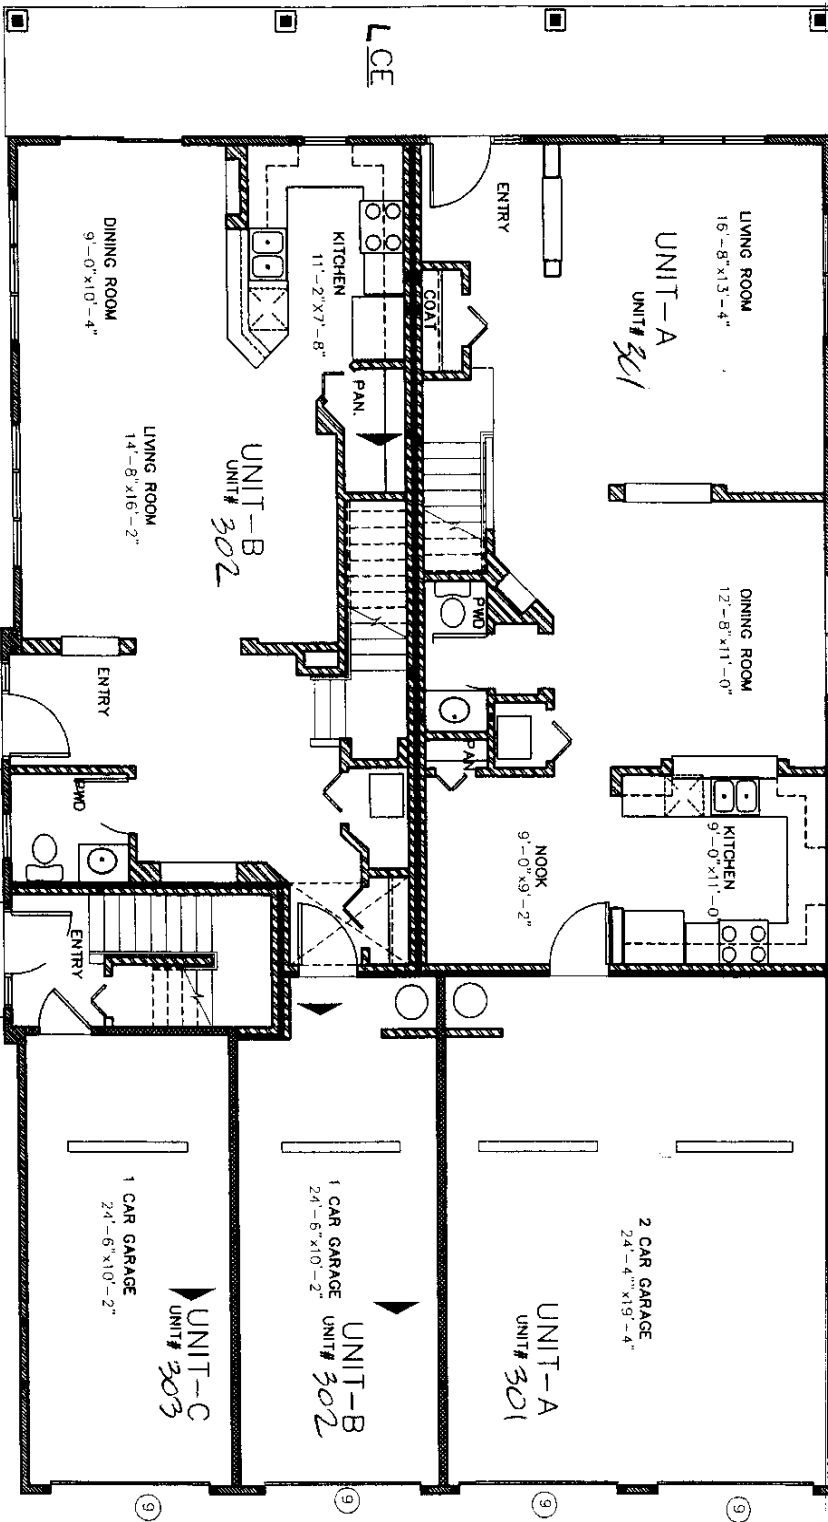 LCE
ENTRY
LIVING ROOM
16'-8"x13'-4"
UNIT-A
UNIT# 301
COAT
KITCHEN
11'-2"X7'-8"
DINING ROOM
9'-0"x10'-4"
PAN.
LIVING ROOM
14'-8"x16'-2"
UNIT-B
UNIT# 302
PWD
DINING ROOM
12'-8"x11'-0"
ENTRY
PAN
PWD
NOOK
9'-0"x9'-2"
KITCHEN
9'-0"x11'-0
ENTRY
1 CAR GARAGE
24'-6"x10'-2"
1 CAR GARAGE
24'-6"x10'-2"
2 CAR GARAGE
24'-4""x19'-4"
UNIT-C
UNIT# 303
UNIT-B
UNIT# 302
UNIT-A
UNIT# 301
9
9
9
9